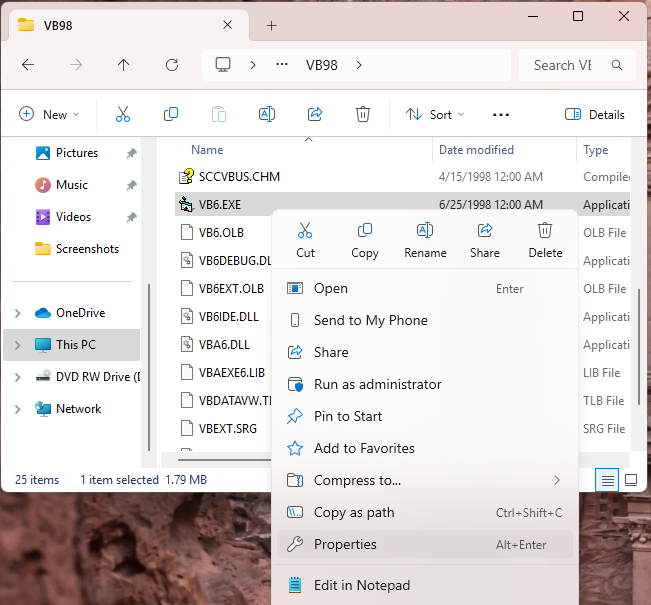 VB98
VB98
Search VB
New
Sort
Details
Pictures
Music
Videos
Screenshots
OneDrive
This PC
DVD RW Drive (D
Network
Name
Date modified
Type
SCCVBUS.CHM
4/15/1998 12:00 AM
Compile
VB6.EXE
6/25/1998 12:00 AM
Applicati
VB6.OLB
OLB File
VB6DEBUG.DL
Applicati
VB6EXT.OLB
OLB File
VB6IDE.DLL
Applicati
VBA6.DLL
Applicati
VBAEXE6.LIB
LIB File
VBDATAVW.TL
TLB File
VBEXT.SRG
SRG File
Cut
Copy
Rename
Share
Delete
Open
Enter
Send to My Phone
Share
Run as administrator
Pin to Start
Add to Favorites
Compress to...
Copy as path
Ctrl+Shift+C
Properties
Alt+Enter
Edit in Notepad
25 items
1 item selected
1.79 MB